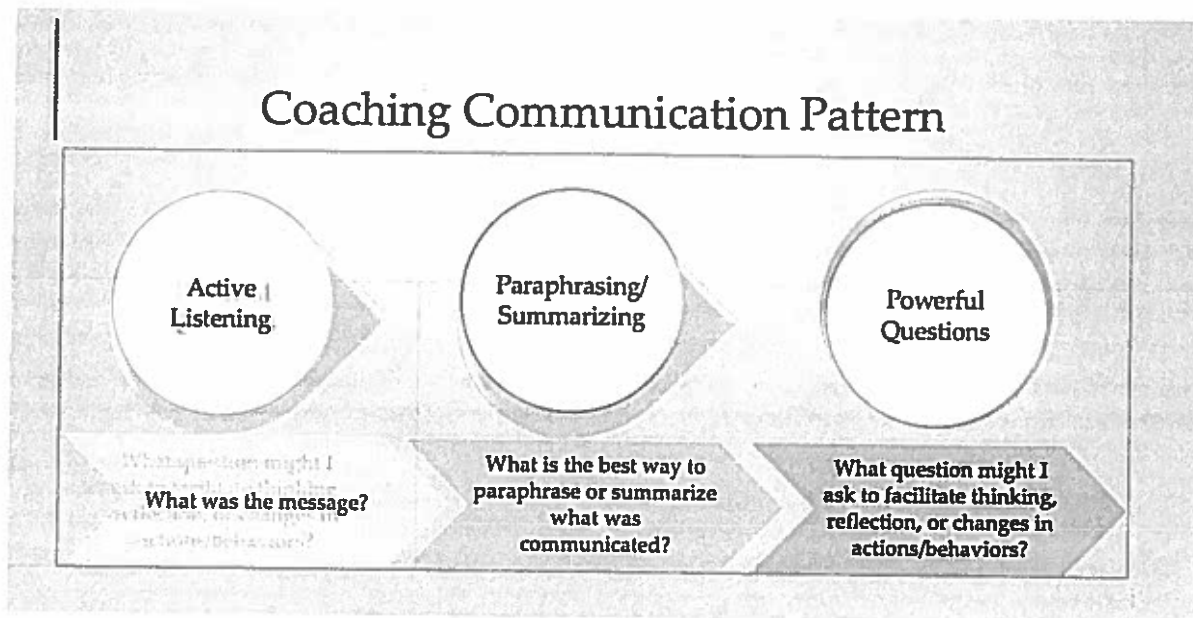 Coaching Communication Pattern
Active
Listening
Paraphrasing/
Summarizing
Powerful
Questions
What was the message?
What is the best way to
paraphrase or summarize
what was
communicated?
What question might I
ask to facilitate thinking,
reflection, or changes in
actions/behaviors?